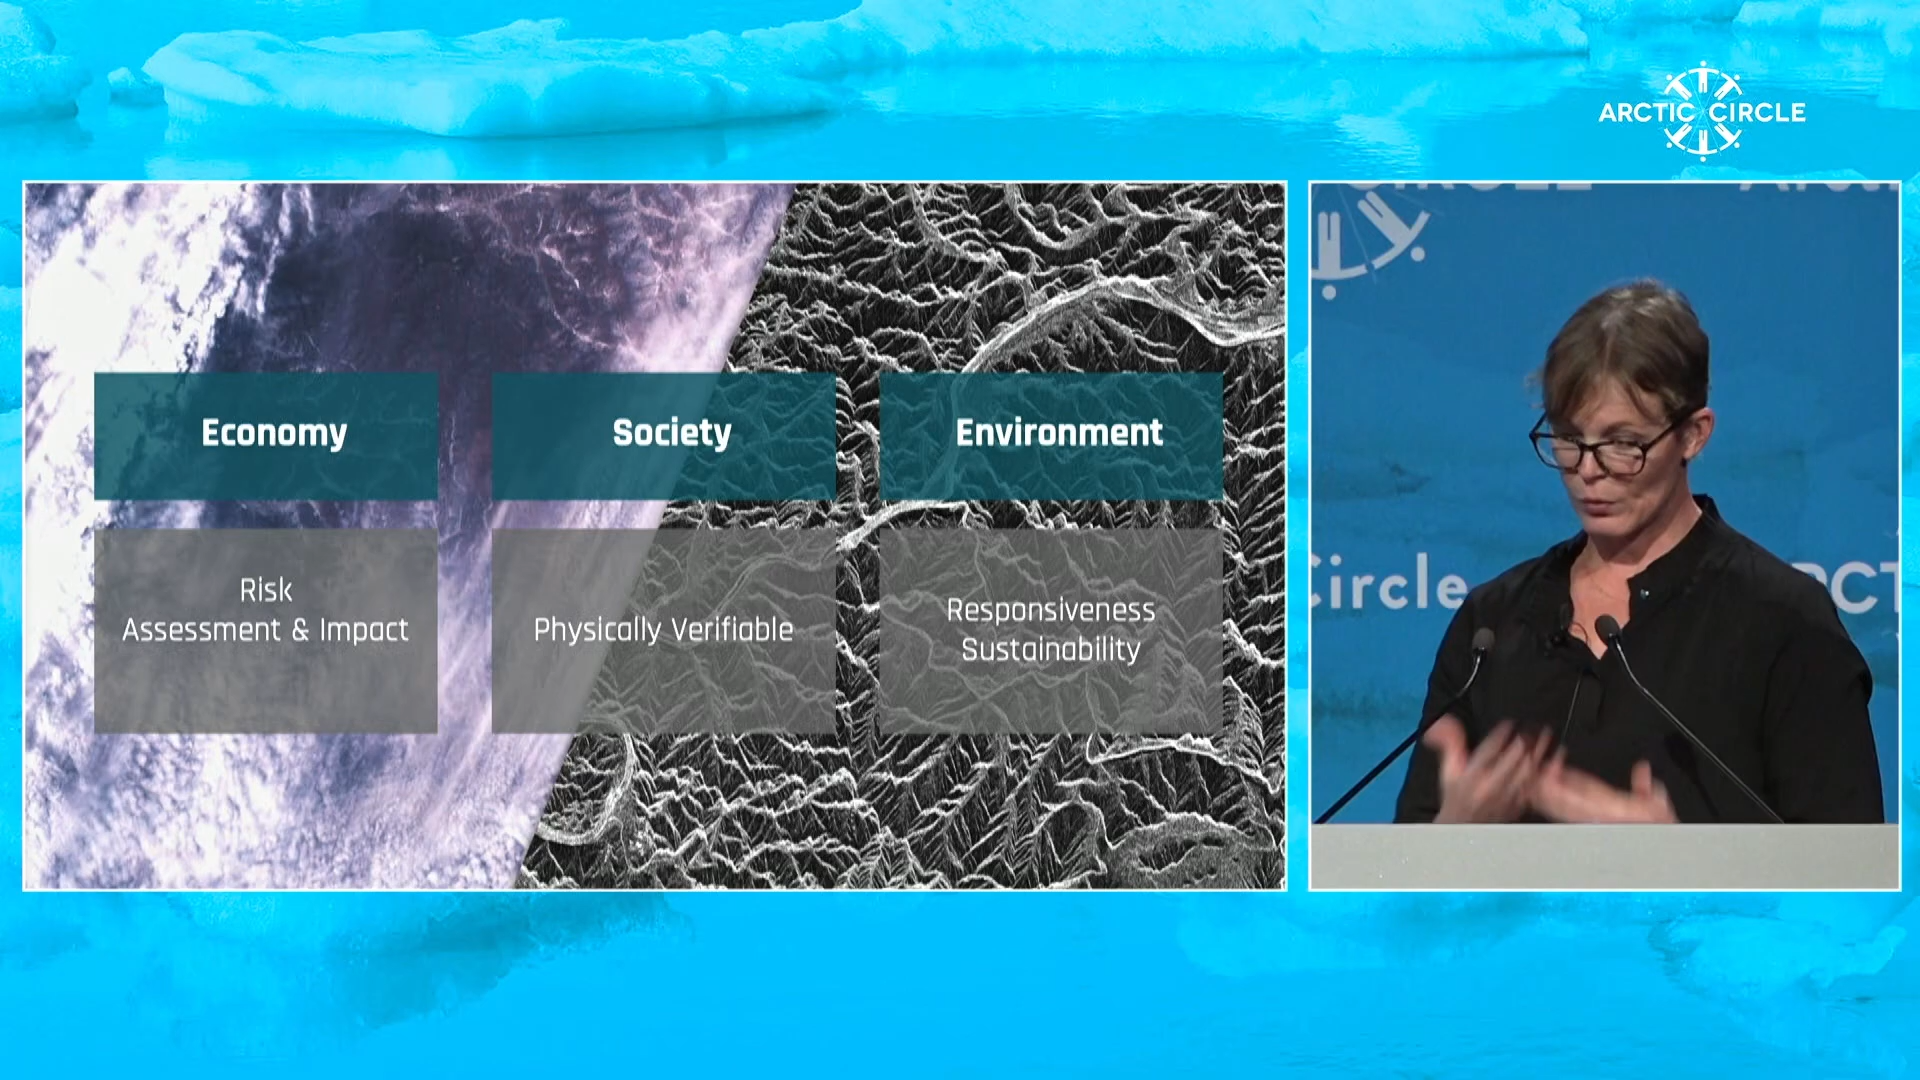 ARCTIC CIRCLE
Economy
Society
Environment
Risk
Assessment & Impact
Physically Verifiable
Responsiveness
Sustainability
Circle